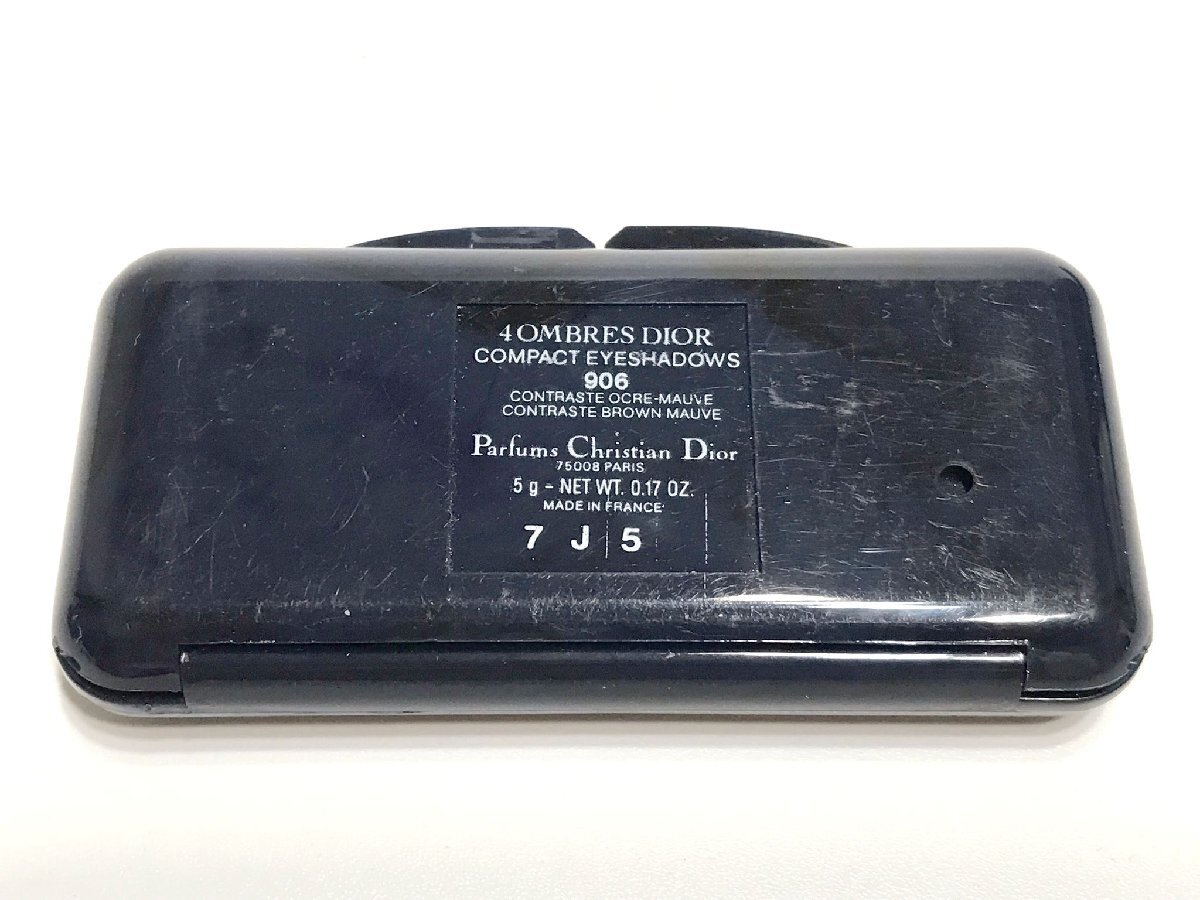 4 OMBRES DIOR
COMPACT EYESHADOWS
906
CONTRASTE OCRE-MAUVE
CONTRASTE BROWN MAUVE
Parfums Christian Dior
75008 PARIS
5 g - NET WT. 0.17 OZ.
MADE IN FRANCE
7 J 5